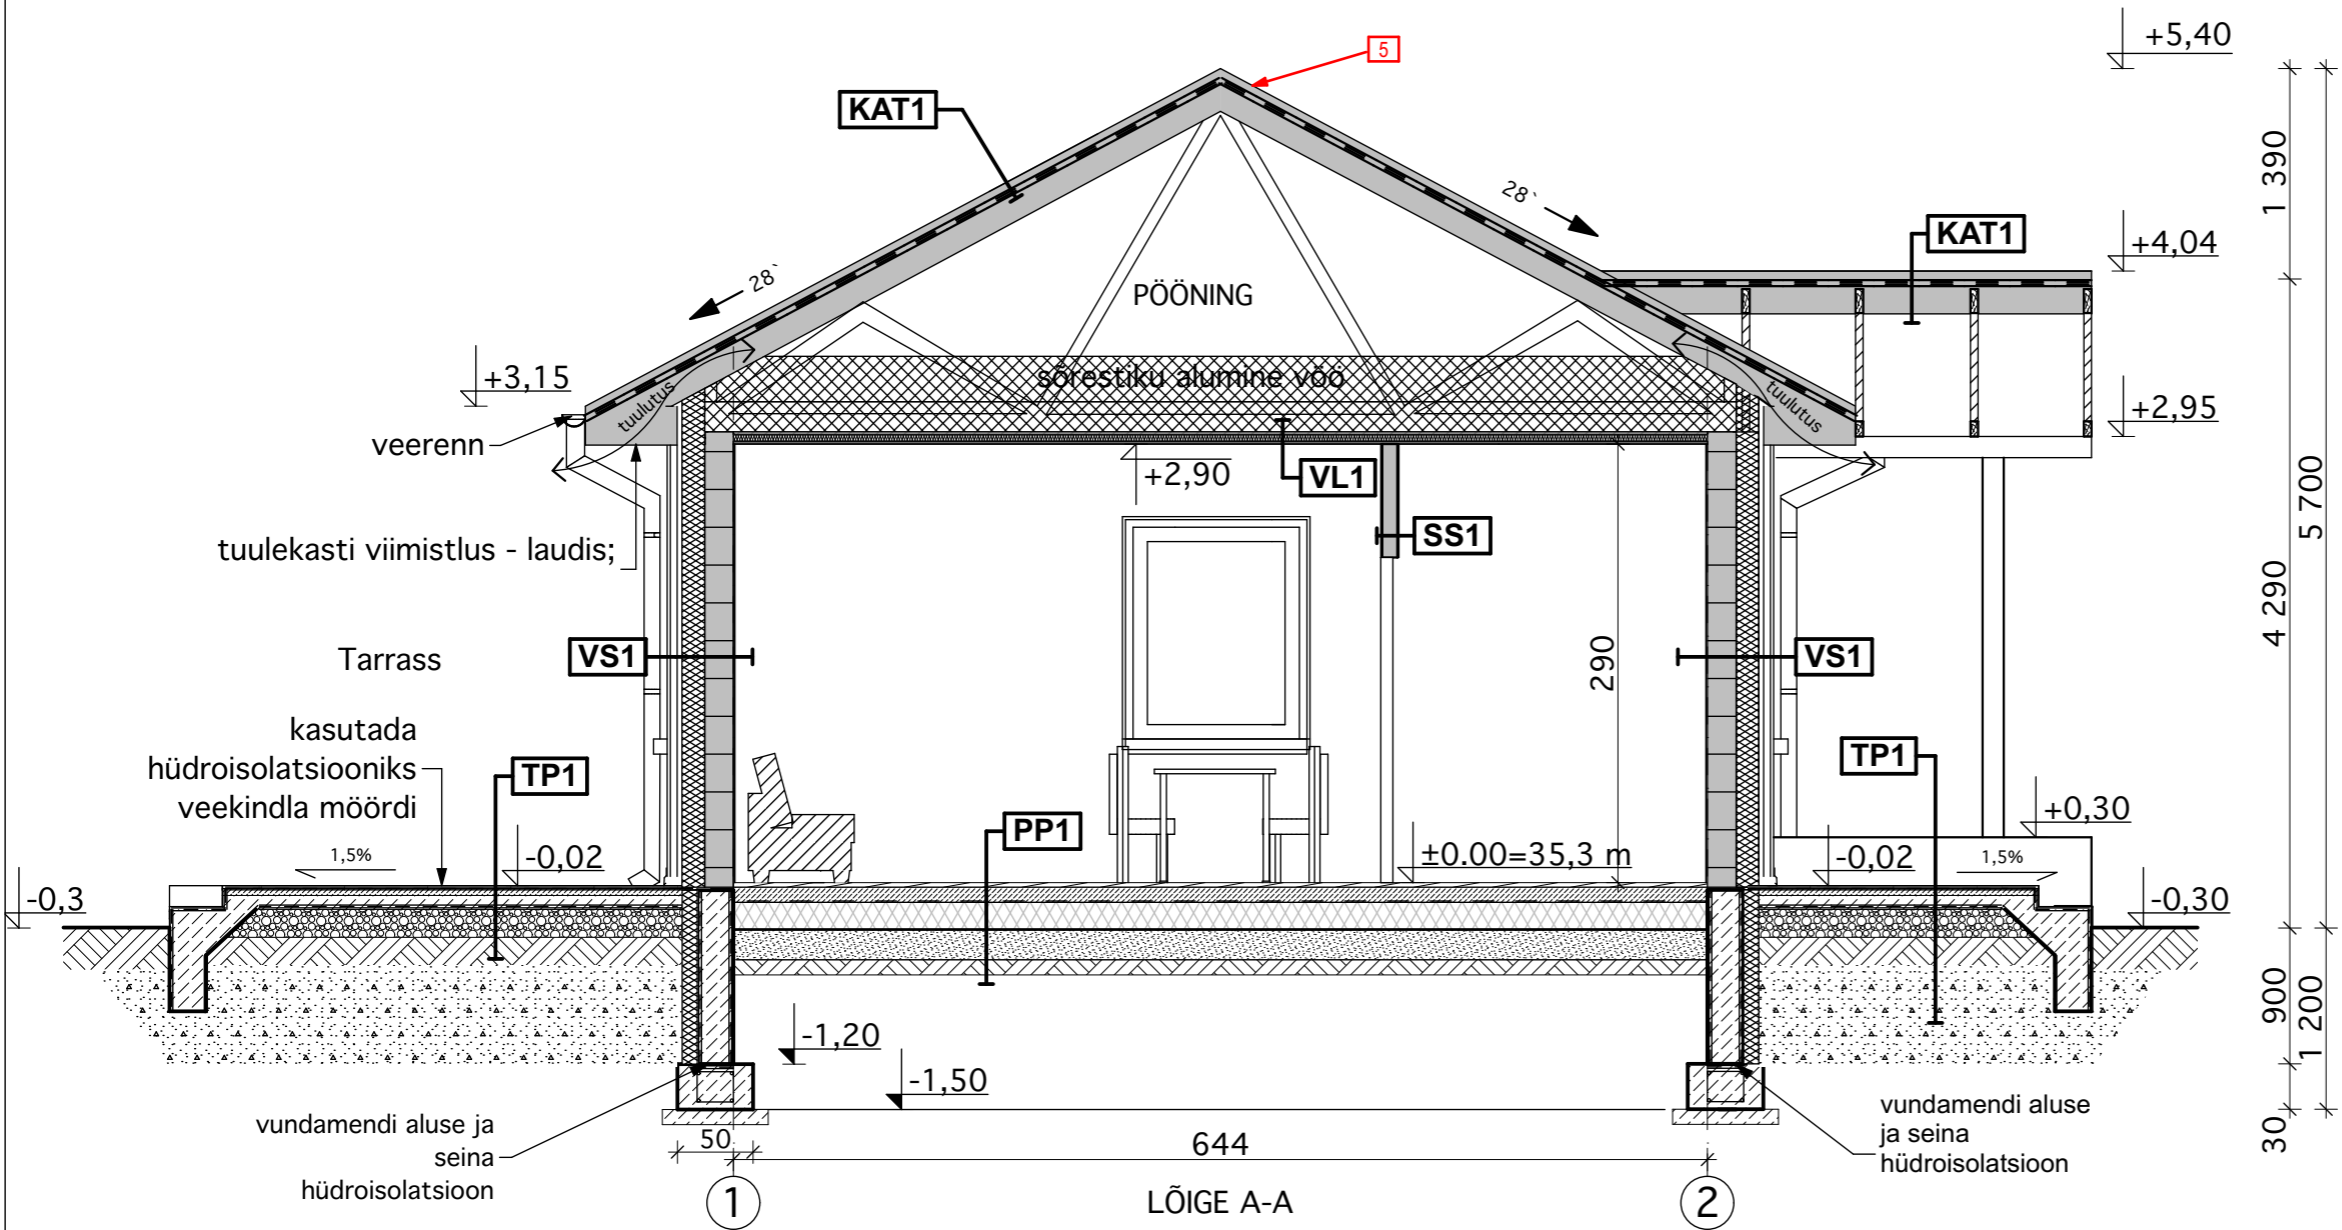 +5,40
5
KAT1
1 390
28`
KAT1
+4,04
28`
PÖÖNING
+3,15
sõrestiku alumine vöö
tuulutus
tuulutus
+2,95
veerenn
+2,90
VL1
5 700
SS1
tuulekasti viimistlus - laudis;
4 290
290
Tarrass
VS1
VS1
kasutada
hüdroisolatsiooniks
veekindla möördi
TP1
TP1
PP1
+0,30
1,5%
-0,02
±0.00=35,3 m
-0,02
1,5%
-0,3
-0,30
900
1 200
-1,20
-1,50
vundamendi aluse ja
seina
hüdroisolatsioon
vundamendi aluse
ja seina
hüdroisolatsioon
50
644
30
1
LÕIGE A-A
2